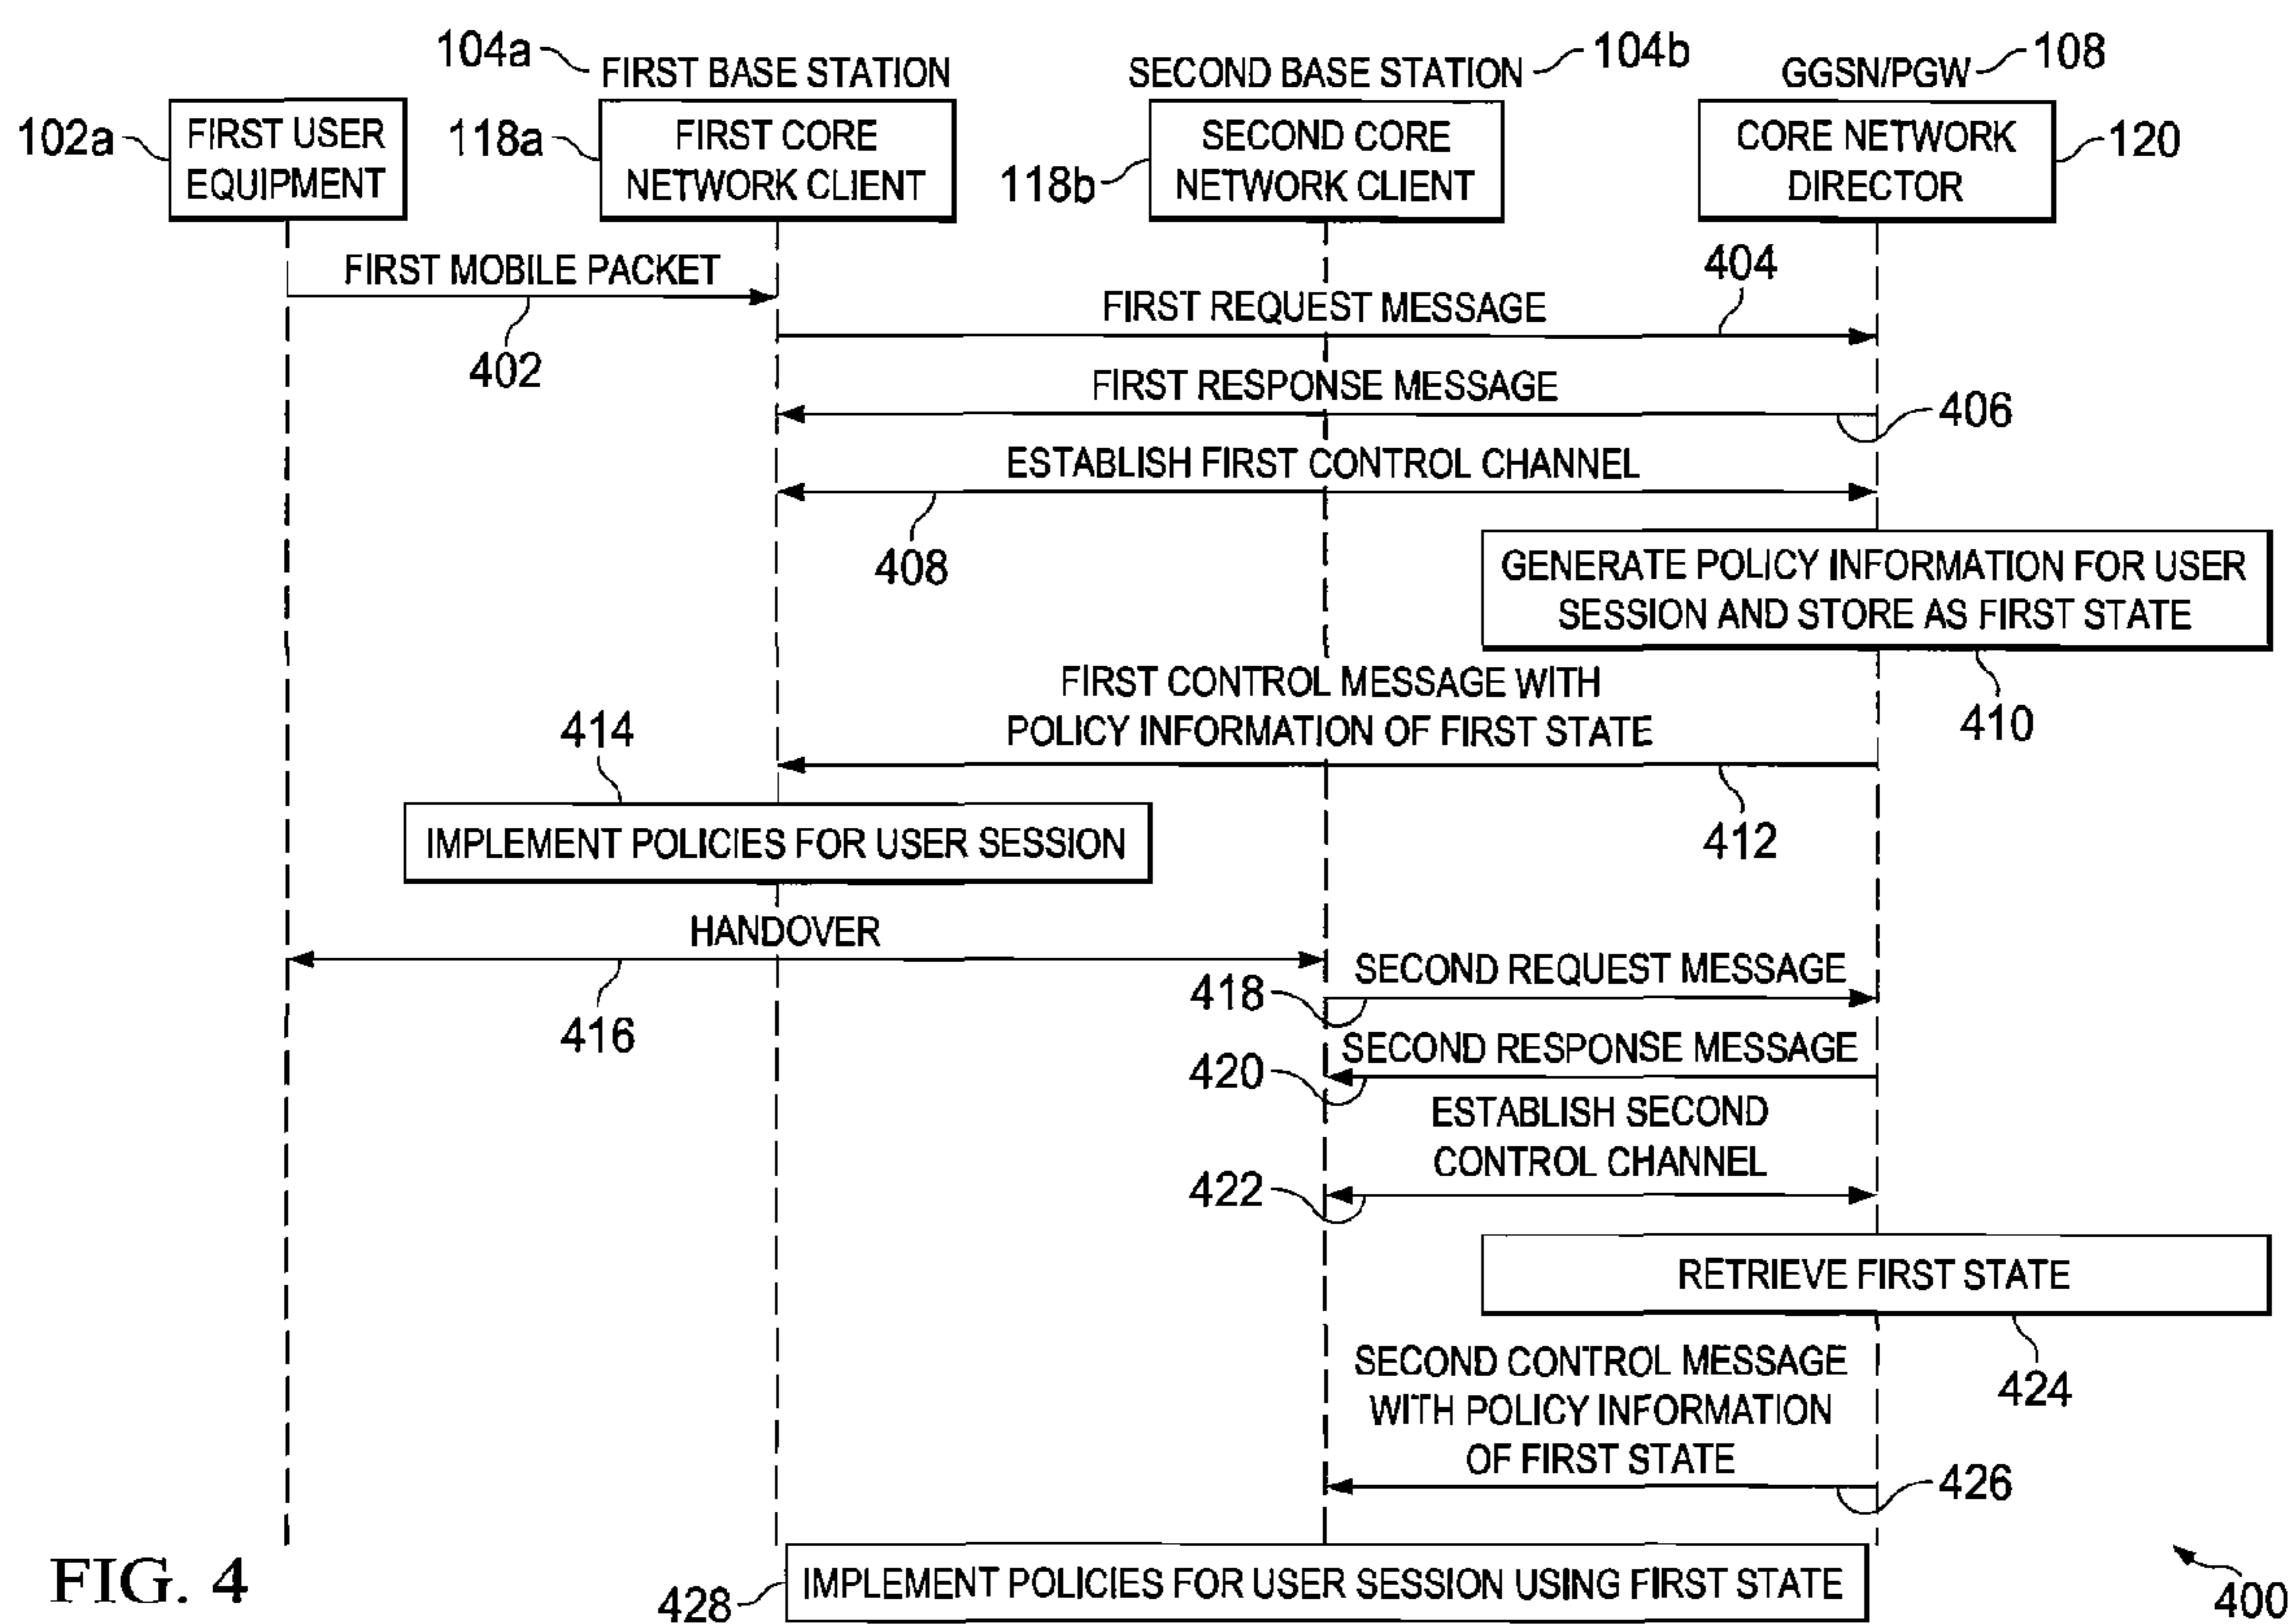 104a
FIRST BASE STATION
SECOND BASE STATION
104b
GGSN/PGW
108
102a
FIRST USER
EQUIPMENT
118a
FIRST CORE
NETWORK CLIENT
118b
SECOND CORE
NETWORK CLIENT
CORE NETWORK
DIRECTOR
120
FIRST MOBILE PACKET
402
404
FIRST REQUEST MESSAGE
FIRST RESPONSE MESSAGE
406
ESTABLISH FIRST CONTROL CHANNEL
408
GENERATE POLICY INFORMATION FOR USER
SESSION AND STORE AS FIRST STATE
410
FIRST CONTROL MESSAGE WITH
POLICY INFORMATION OF FIRST STATE
412
414
IMPLEMENT POLICIES FOR USER SESSION
HANDOVER
416
SECOND REQUEST MESSAGE
418
SECOND RESPONSE MESSAGE
420
ESTABLISH SECOND
CONTROL CHANNEL
422
RETRIEVE FIRST STATE
424
SECOND CONTROL MESSAGE
WITH POLICY INFORMATION
OF FIRST STATE
426
428
IMPLEMENT POLICIES FOR USER SESSION USING FIRST STATE
FIG. 4
400